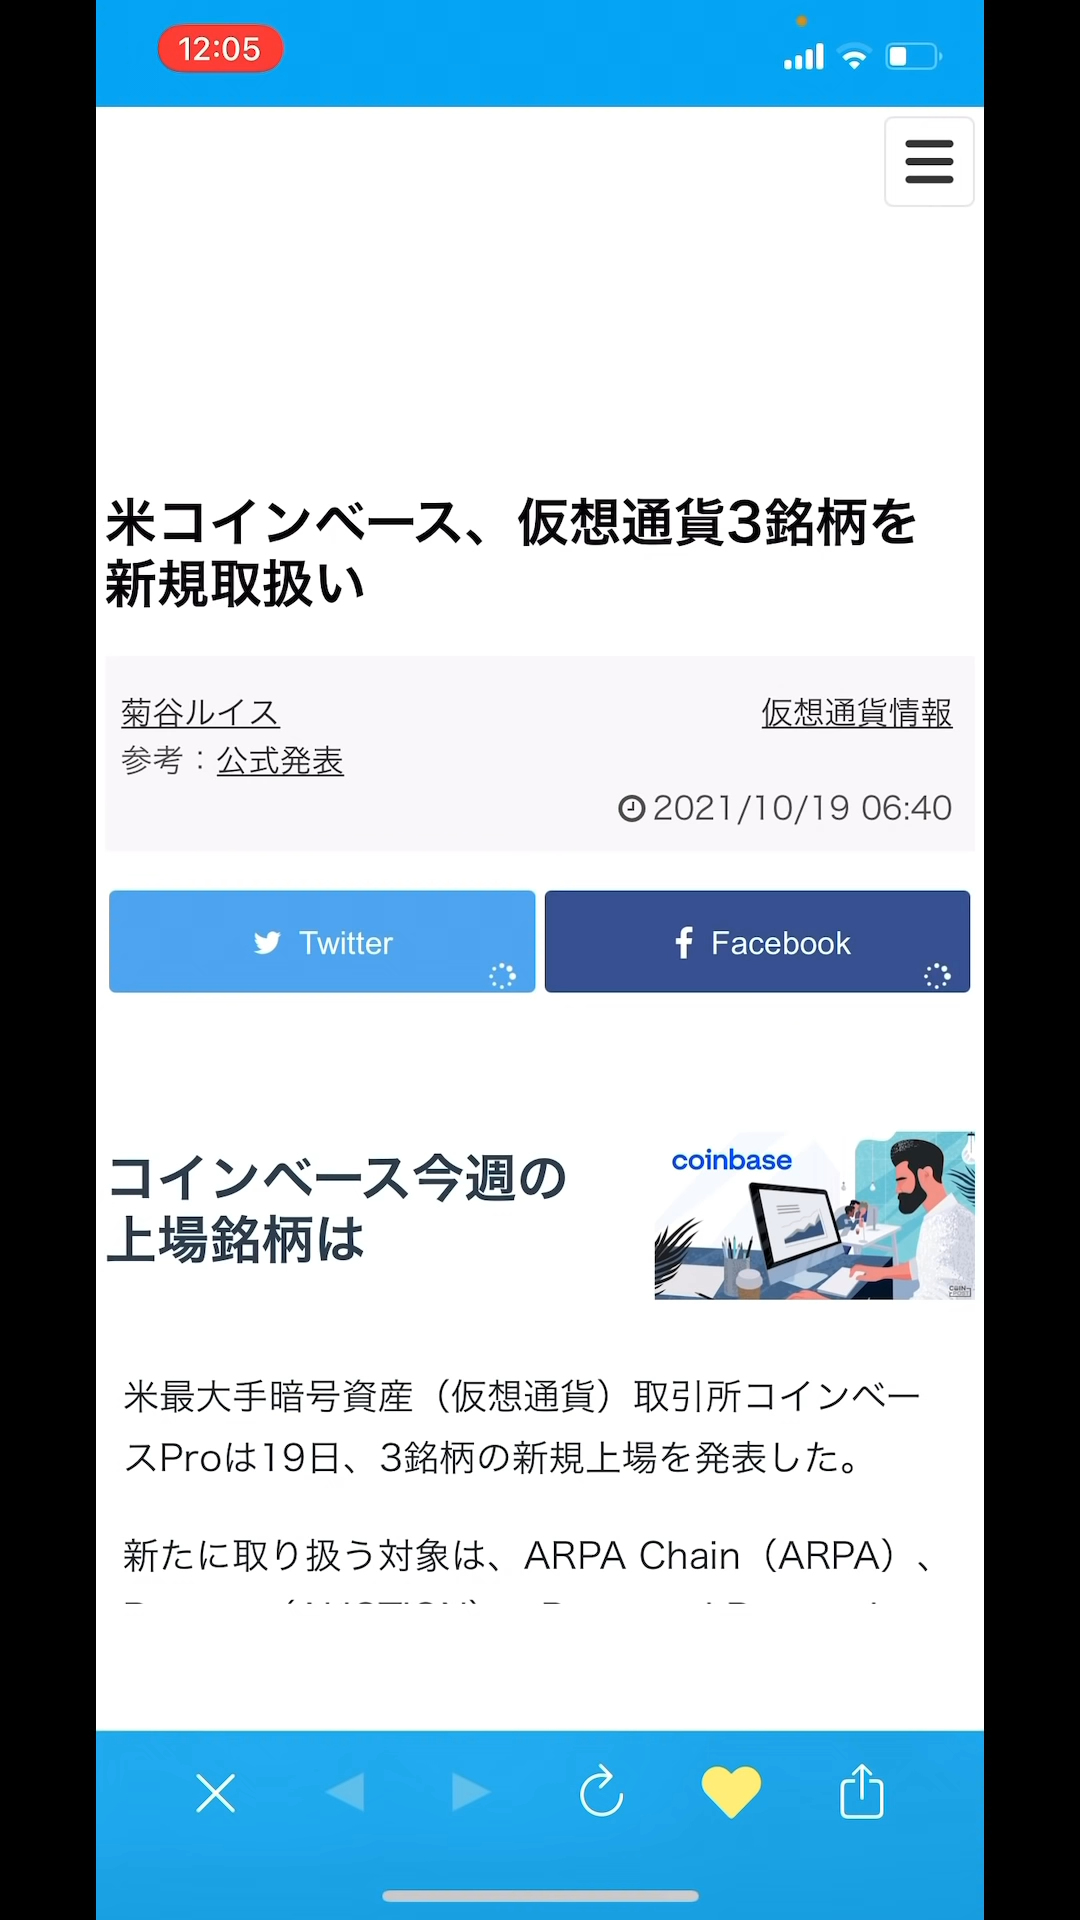 12:05
米コインベース、仮想通貨3銘柄を
新規取扱い
菊谷ルイス
仮想通貨情報
参考：公式発表
2021/10/19 06:40
Twitter
Facebook
コインベース今週の
上場銘柄は
coinbase
米最大手暗号資産（仮想通貨）取引所コインベー
スProは19日、3銘柄の新規上場を発表した。
新たに取り扱う対象は、ARPA Chain（ARPA）、